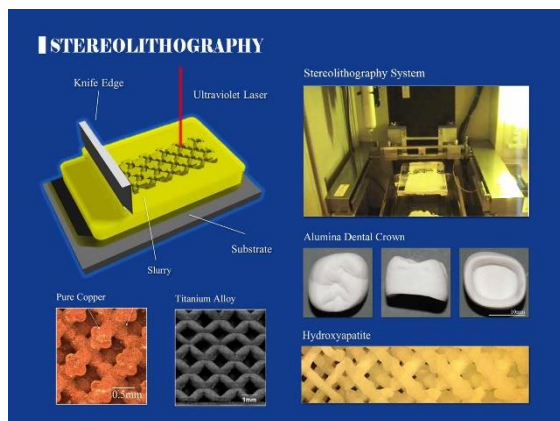 STEREOLITHOGRAPHY
Knife Edge
Ultraviolet Laser
Substrate
Slurry
Pure Copper
0.5mm
Titanium Alloy
1mm
Stereolithography System
Alumina Dental Crown
10mm
Hydroxyapatite